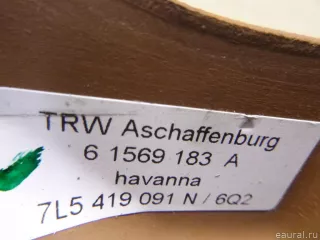 TRW Aschaffenburg
6 1569 183 A
havanna
7L5 419 091 N / 6Q2
eaural.ru